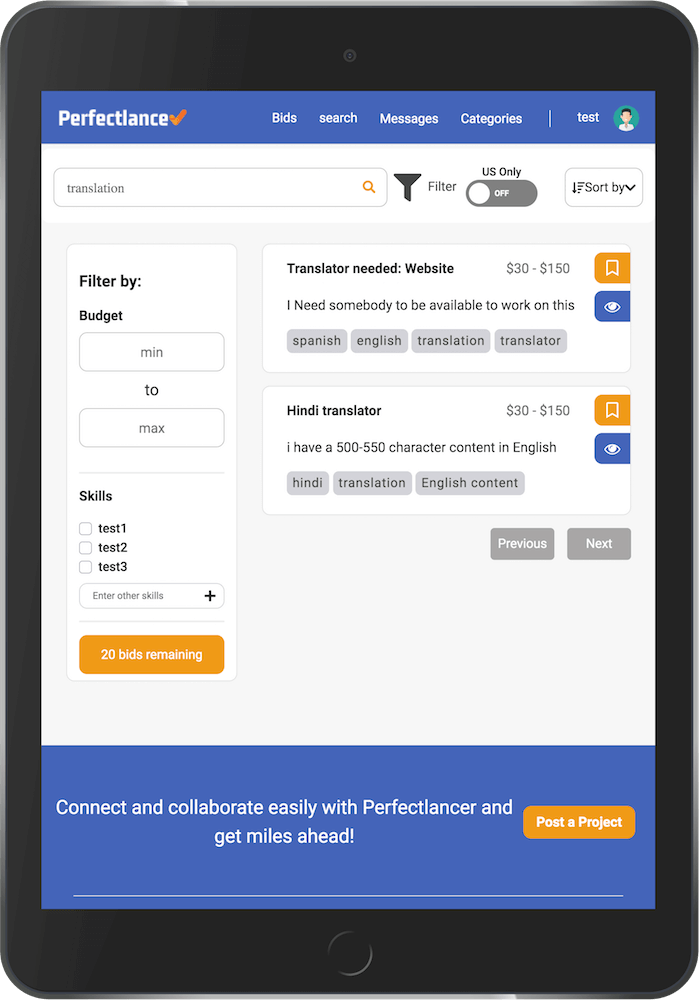 Perfectlance
Bids search Messages Categories test
translation
Filter
US Only
OFF
Sort by
Filter by:
Budget
min
to
max
Skills
test1
test2
test3
Enter other skills
20 bids remaining
Translator needed: Website $30 - $150
I Need somebody to be available to work on this
spanish english translation translator
Hindi translator $30 - $150
i have a 500-550 character content in English
hindi translation English content
Previous Next
Connect and collaborate easily with Perfectlancer and
get miles ahead!
Post a Project